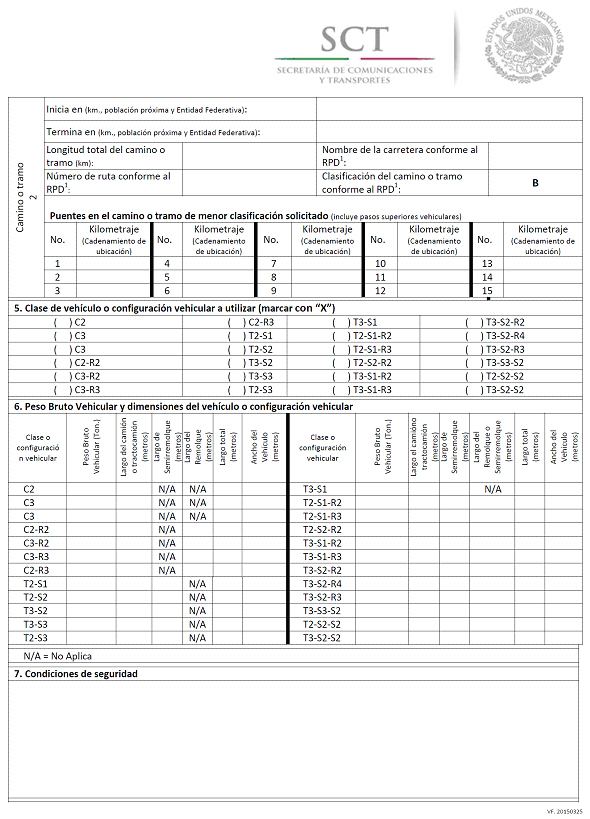 SCT
SECRETARÍA DE COMUNICACIONES
Y TRANSPORTES
ESTADOS UNIDOS MEXICANOS
Camino o tramo
2
Inicia en (km., población próxima y Entidad Federativa):
Termina en (km., población próxima y Entidad Federativa):
Longitud total del camino o
tramo (km):
Nombre de la carretera conforme al
RPD1:
Número de ruta conforme al
RPD1:
Clasificación del camino o tramo
conforme al RPD1:
B
Puentes en el camino o tramo de menor clasificación solicitado (incluye pasos superiores vehiculares)
No. Kilometraje (Cadenamiento de ubicación) No. Kilometraje (Cadenamiento de ubicación) No. Kilometraje (Cadenamiento de ubicación) No. Kilometraje (Cadenamiento de ubicación) No. Kilometraje (Cadenamiento de ubicación)
1 4 7 10 13
2 5 8 11 14
3 6 9 12 15
5. Clase de vehículo o configuración vehicular a utilizar (marcar con “X”)
( ) C2 ( ) C2-R3 ( ) T3-S1 ( ) T3-S2-R2
( ) C3 ( ) T2-S1 ( ) T2-S1-R2 ( ) T3-S2-R4
( ) C3 ( ) T2-S2 ( ) T2-S1-R3 ( ) T3-S2-R3
( ) C2-R2 ( ) T3-S2 ( ) T2-S2-R2 ( ) T3-S3-S2
( ) C3-R2 ( ) T3-S3 ( ) T3-S1-R2 ( ) T2-S2-S2
( ) C3-R3 ( ) T2-S3 ( ) T3-S1-R3 ( ) T3-S2-S2
6. Peso Bruto Vehicular y dimensiones del vehículo o configuración vehicular
Clase o
configuració
n vehicular
Peso Bruto
Vehicular (Ton.)
Largo del camión
o tractocamión
(metros)
Largo de
Semirremolque
(metros)
Largo del
Remolque
(metros)
Largo total
(metros)
Ancho del
Vehículo
(metros)
Clase o
configuración
vehicular
Peso Bruto
Vehicular (Ton.)
Largo el camióno
tractocamión
(metros)
Largo de
Semirremolque
(metros)
Largo del
Remolque o
Semirremolque
(metros)
Largo total
(metros)
Ancho del
Vehículo
(metros)
C2 N/A N/A T3-S1 N/A
C3 N/A N/A T2-S1-R2
C3 N/A N/A T2-S1-R3
C2-R2 N/A T2-S2-R2
C3-R2 N/A T3-S1-R2
C3-R3 N/A T3-S1-R3
C2-R3 N/A T3-S2-R2
T2-S1 N/A T3-S2-R4
T2-S2 N/A T3-S2-R3
T3-S2 N/A T3-S3-S2
T3-S3 N/A T2-S2-S2
T2-S3 N/A T3-S2-S2
N/A = No Aplica
7. Condiciones de seguridad
VF. 20150325